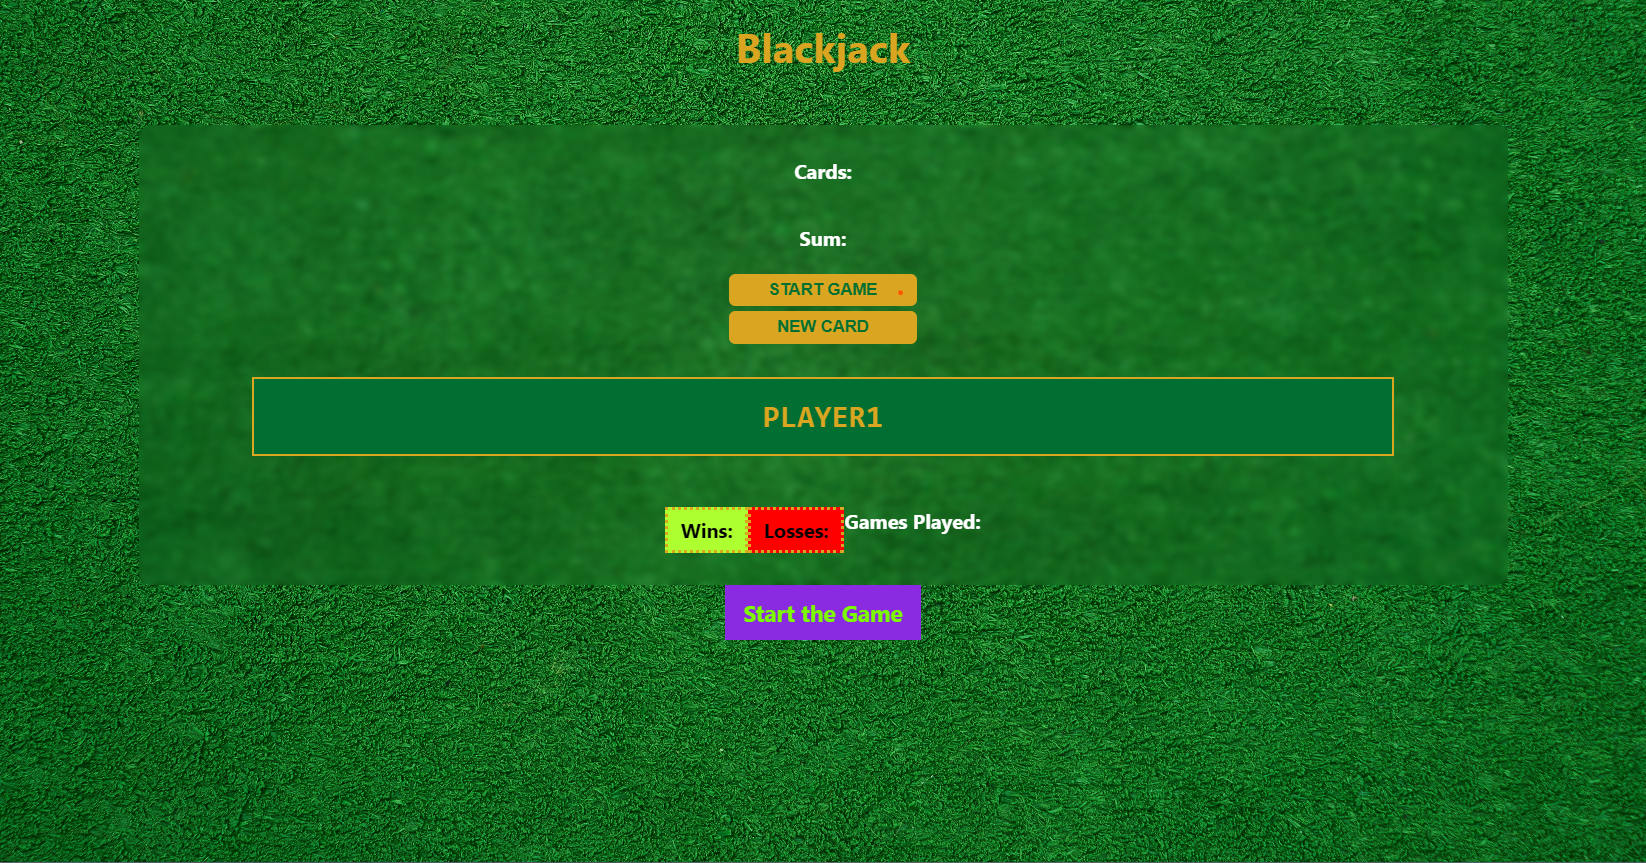 Blackjack
Cards:
Sum:
START GAME
NEW CARD
PLAYER1
Wins: Losses: Games Played:
Start the Game